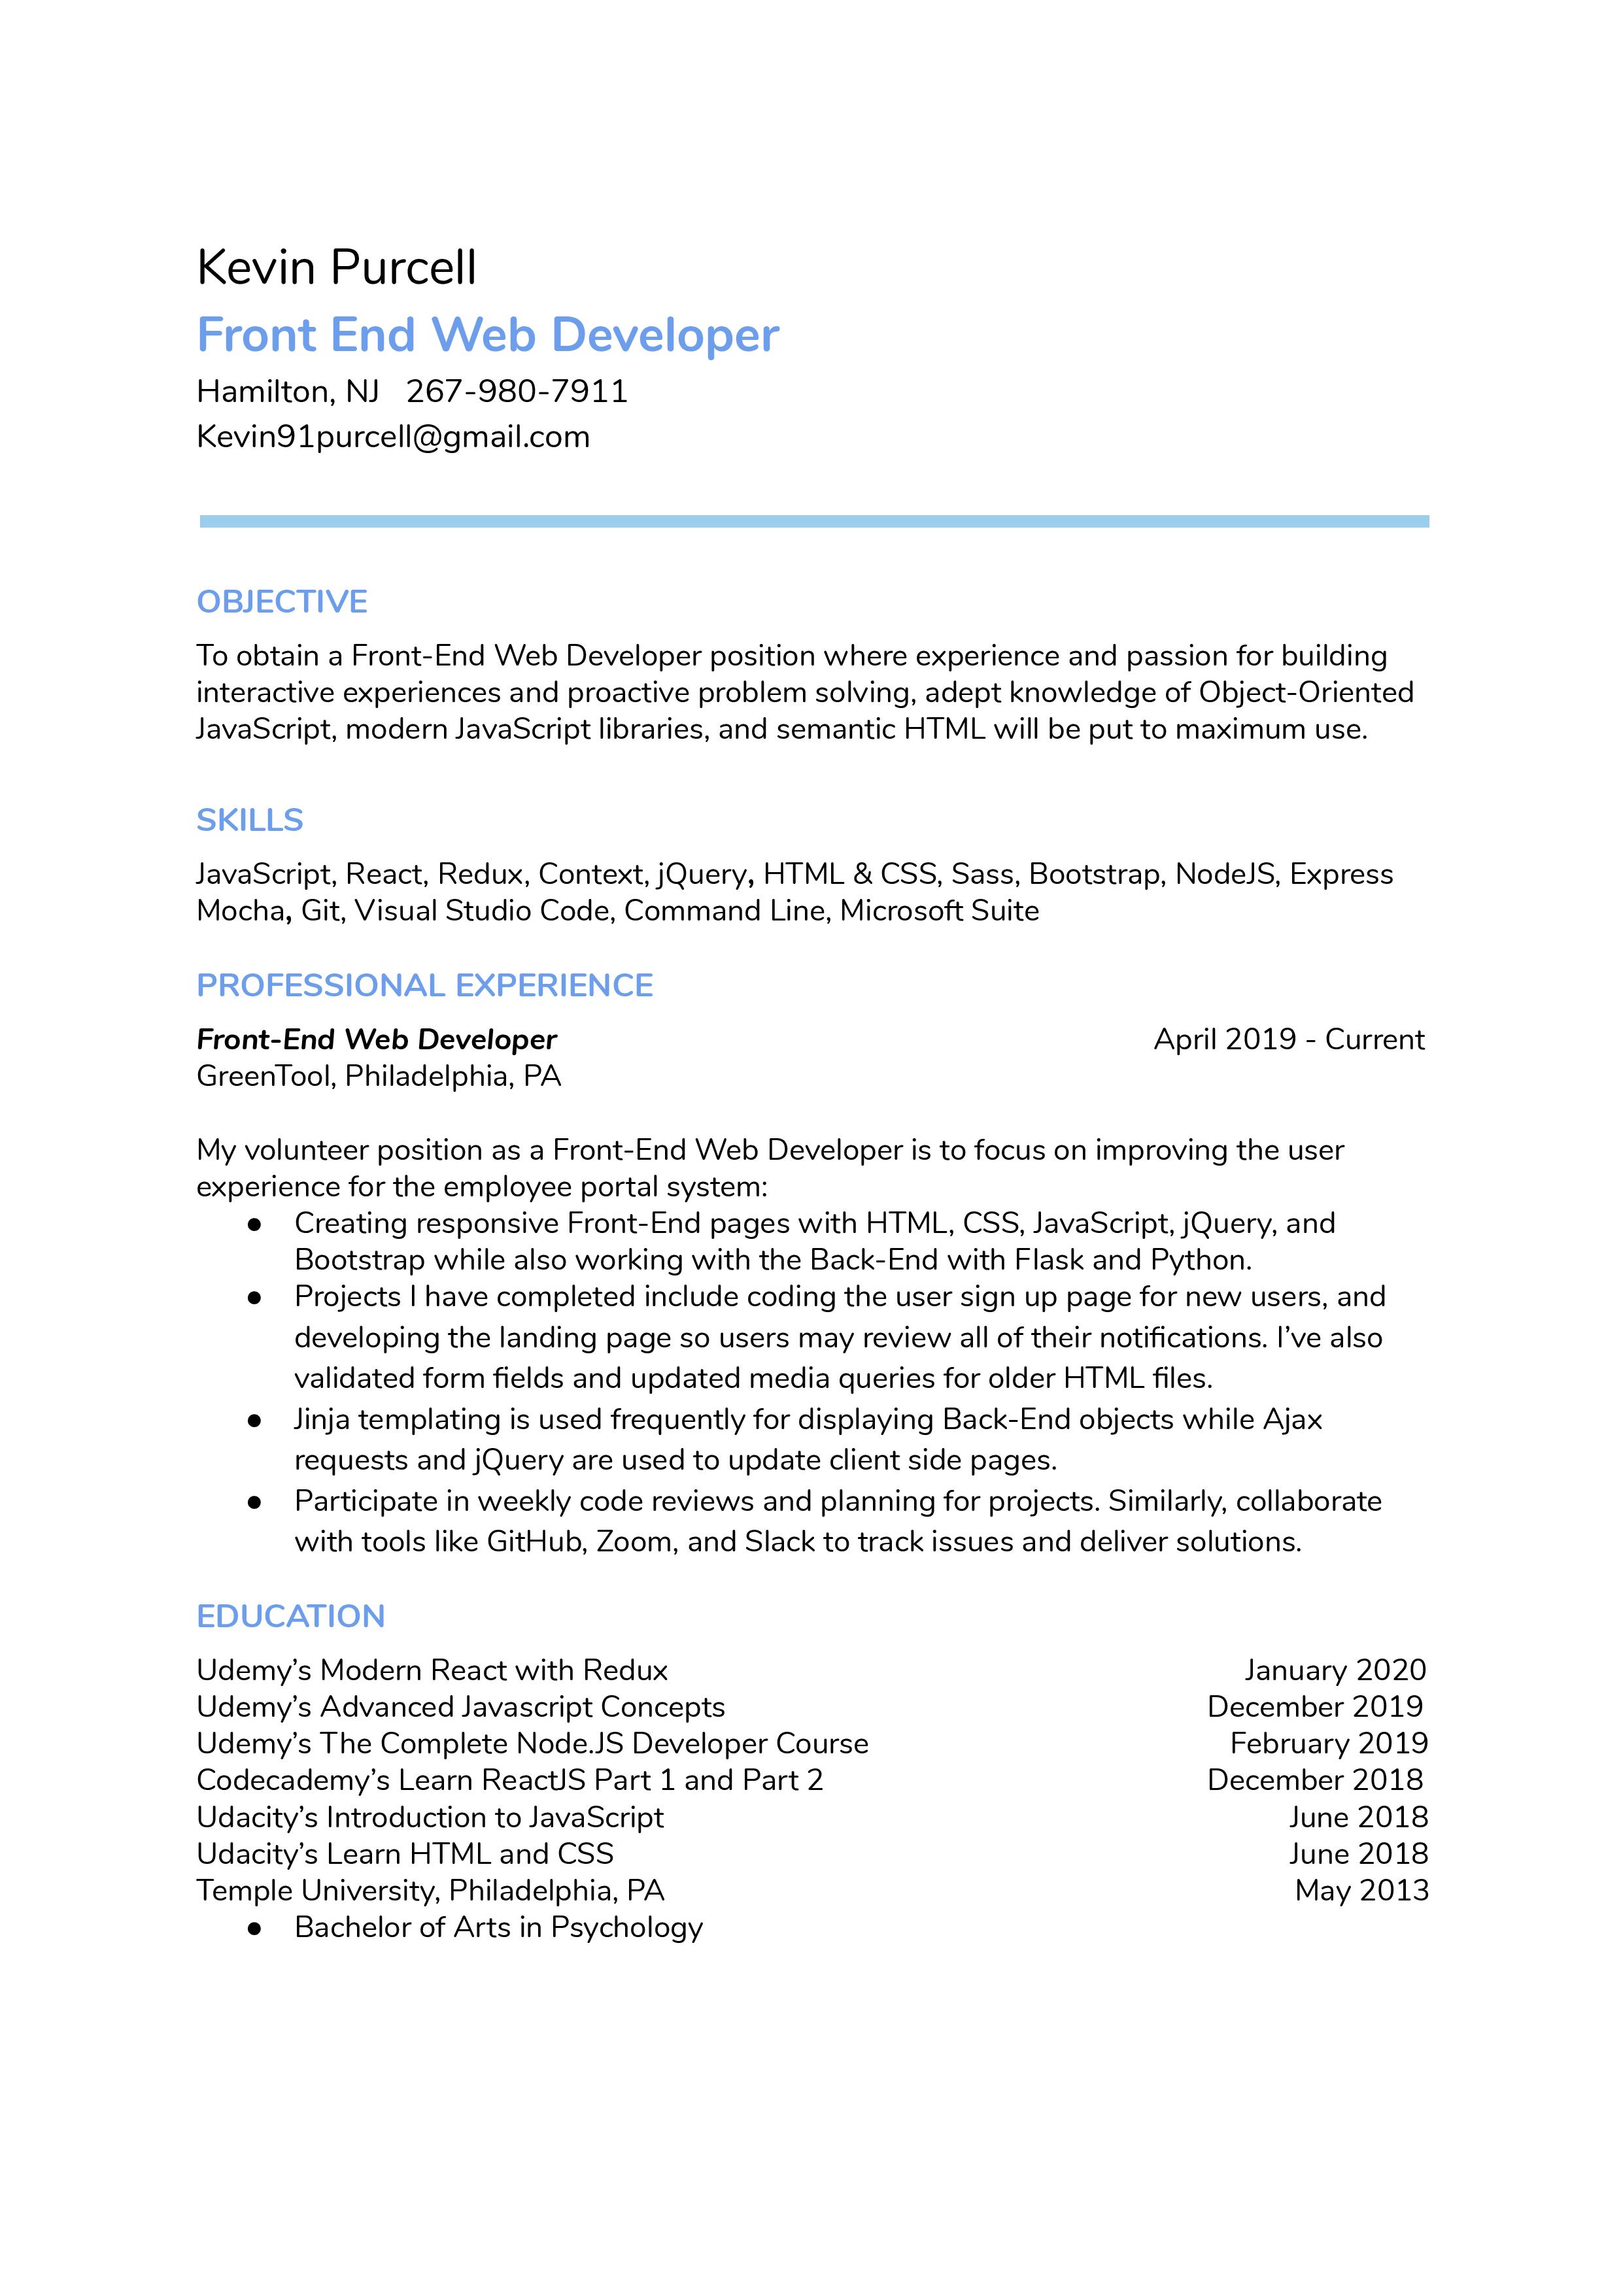 Kevin Purcell
Front End Web Developer
Hamilton, NJ   267-980-7911
Kevin91purcell@gmail.com
OBJECTIVE
To obtain a Front-End Web Developer position where experience and passion for building
interactive experiences and proactive problem solving, adept knowledge of Object-Oriented
JavaScript, modern JavaScript libraries, and semantic HTML will be put to maximum use.
SKILLS
JavaScript, React, Redux, Context, jQuery, HTML & CSS, Sass, Bootstrap, NodeJS, Express
Mocha, Git, Visual Studio Code, Command Line, Microsoft Suite
PROFESSIONAL EXPERIENCE
Front-End Web Developer April 2019 - Current
GreenTool, Philadelphia, PA
My volunteer position as a Front-End Web Developer is to focus on improving the user
experience for the employee portal system:
● Creating responsive Front-End pages with HTML, CSS, JavaScript, jQuery, and
Bootstrap while also working with the Back-End with Flask and Python.
● Projects I have completed include coding the user sign up page for new users, and
developing the landing page so users may review all of their notifications. I’ve also
validated form fields and updated media queries for older HTML files.
● Jinja templating is used frequently for displaying Back-End objects while Ajax
requests and jQuery are used to update client side pages.
● Participate in weekly code reviews and planning for projects. Similarly, collaborate
with tools like GitHub, Zoom, and Slack to track issues and deliver solutions.
EDUCATION
Udemy’s Modern React with Redux January 2020
Udemy’s Advanced Javascript Concepts December 2019
Udemy’s The Complete Node.JS Developer Course February 2019
Codecademy’s Learn ReactJS Part 1 and Part 2 December 2018
Udacity’s Introduction to JavaScript June 2018
Udacity’s Learn HTML and CSS June 2018
Temple University, Philadelphia, PA May 2013
● Bachelor of Arts in Psychology